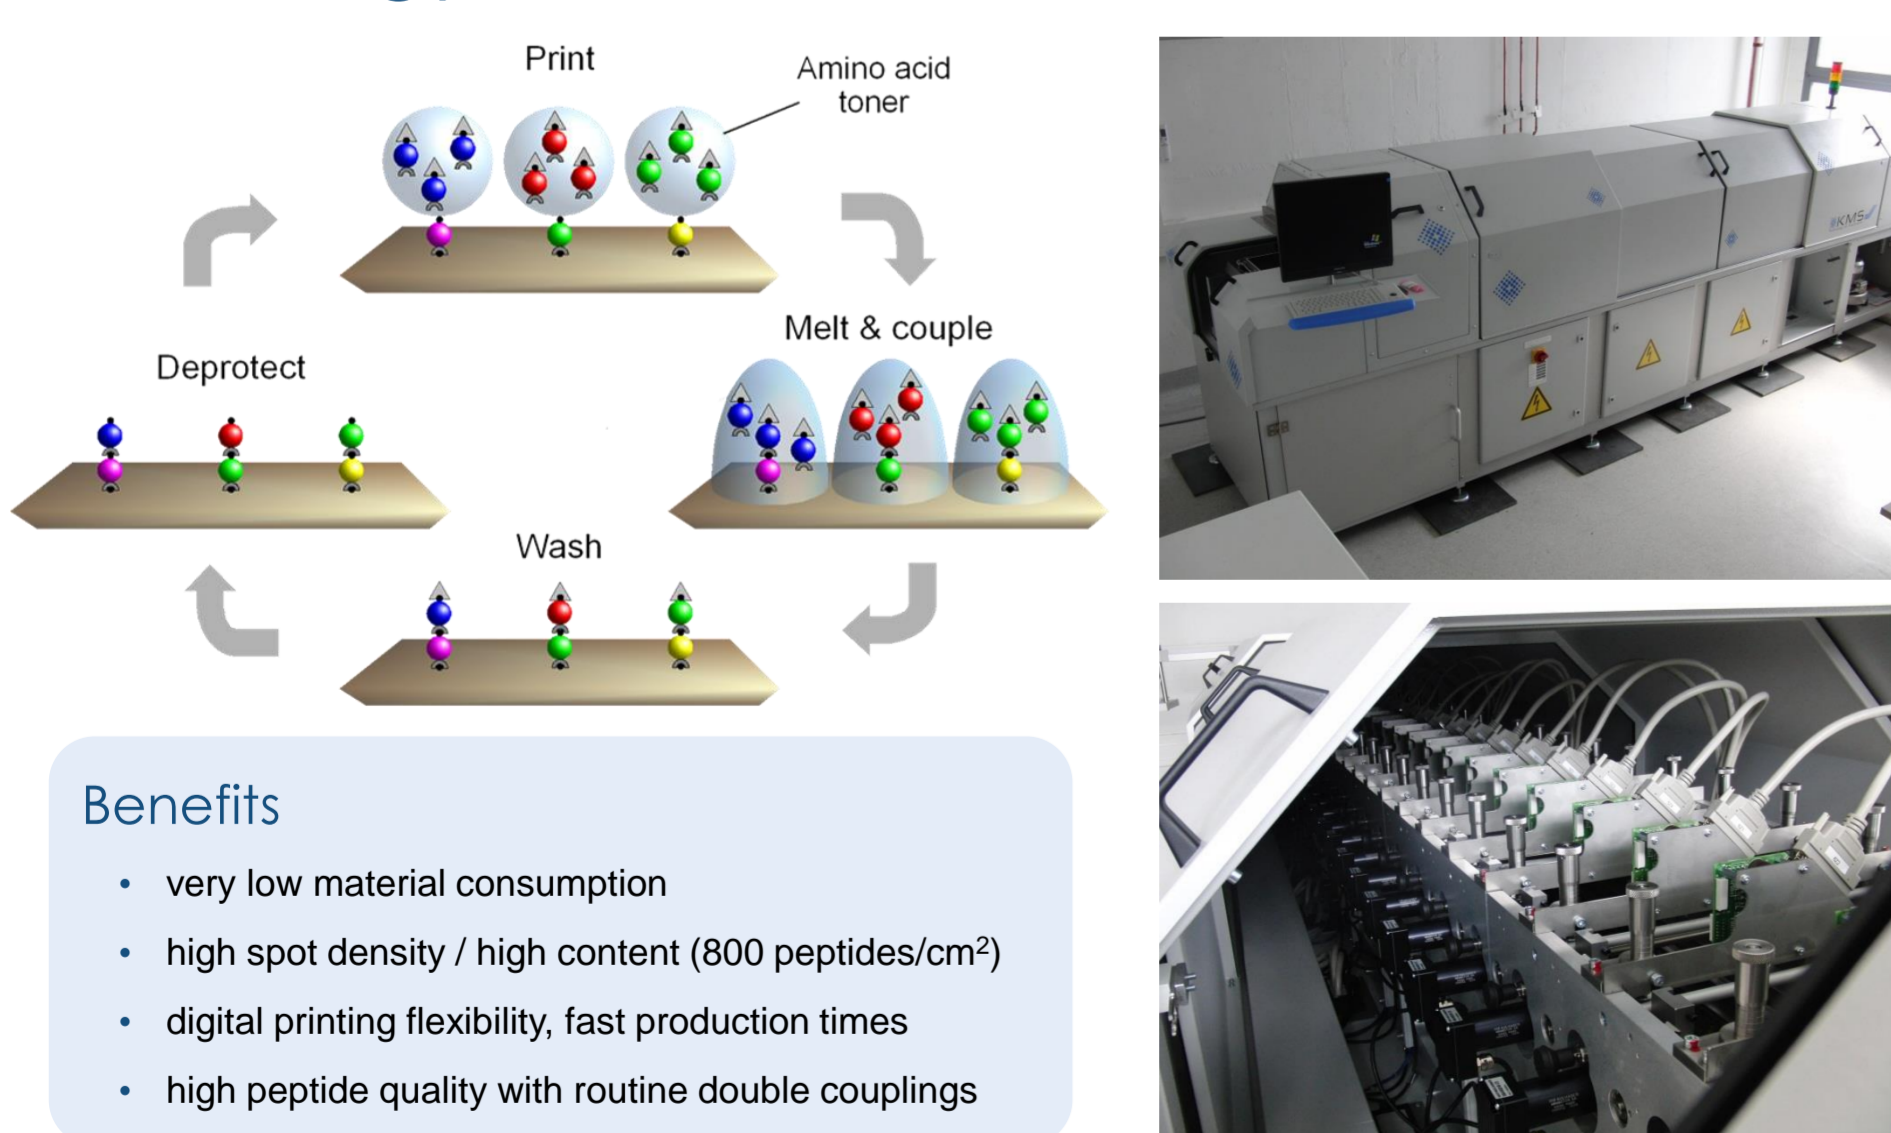 Print
Amino acid
toner
Melt & couple
Deprotect
Wash
Benefits
• very low material consumption
• high spot density / high content (800 peptides/cm²)
• digital printing flexibility, fast production times
• high peptide quality with routine double couplings
KMS